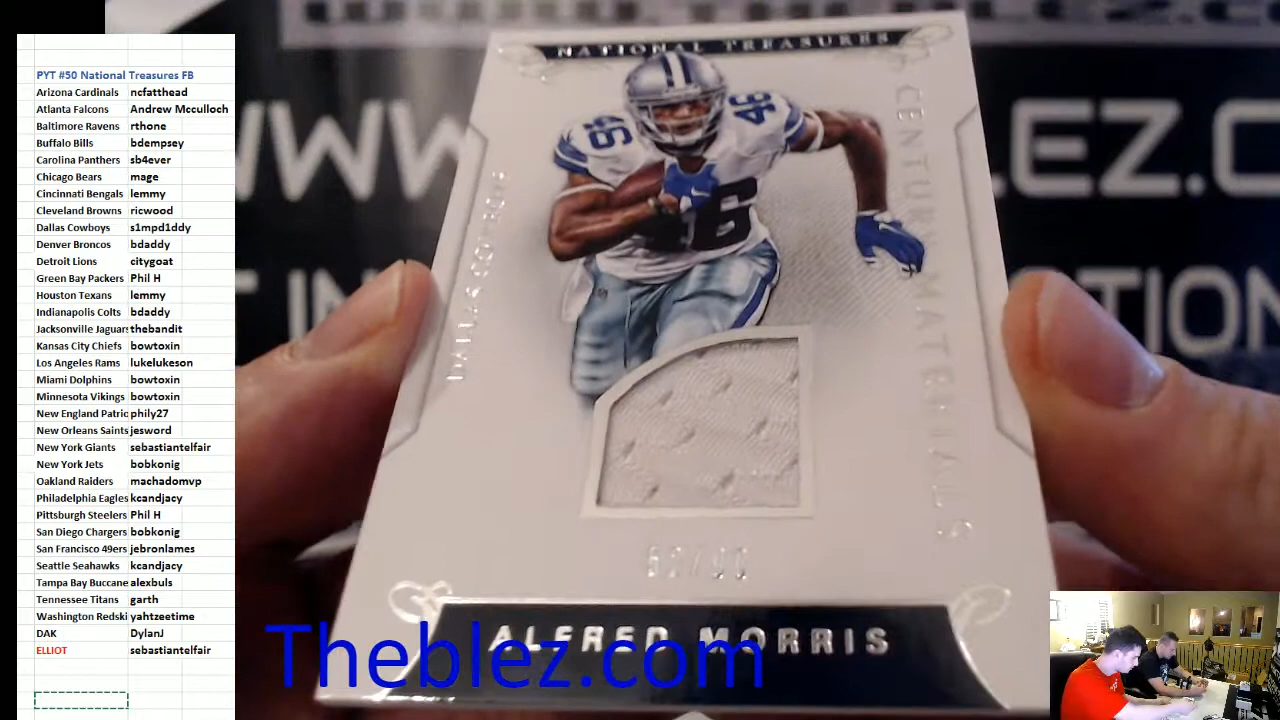 PYT #50 National Treasures FB
Arizona Cardinals ncfatthead
Atlanta Falcons Andrew Mcculloch
Baltimore Ravens rthone
Buffalo Bills bdempsey
Carolina Panthers sb4ever
Chicago Bears mage
Cincinnati Bengals lemmy
Cleveland Browns ricwood
Dallas Cowboys s1mpd1ddy
Denver Broncos bdaddy
Detroit Lions citygoat
Green Bay Packers Phil H
Houston Texans lemmy
Indianapolis Colts bdaddy
Jacksonville Jaguars thebandit
Kansas City Chiefs bowtoxin
Los Angeles Rams lukelukeson
Miami Dolphins bowtoxin
Minnesota Vikings bowtoxin
New England Patric phily27
New Orleans Saints jesword
New York Giants sebastiantelfair
New York Jets bobkonig
Oakland Raiders machadomvp
Philadelphia Eagles kcandjacy
Pittsburgh Steelers Phil H
San Diego Chargers bobkonig
San Francisco 49ers jebronlames
Seattle Seahawks kcandjacy
Tampa Bay Buccane alexbuls
Tennessee Titans garth
Washington Redski yahtzeetime
DAK DylanJ
ELLIOT sebastiantelfair
NATIONAL TREASURES
CENTURY MATERIALS
46
46
46
ALFRED MORRIS
Theblez.com